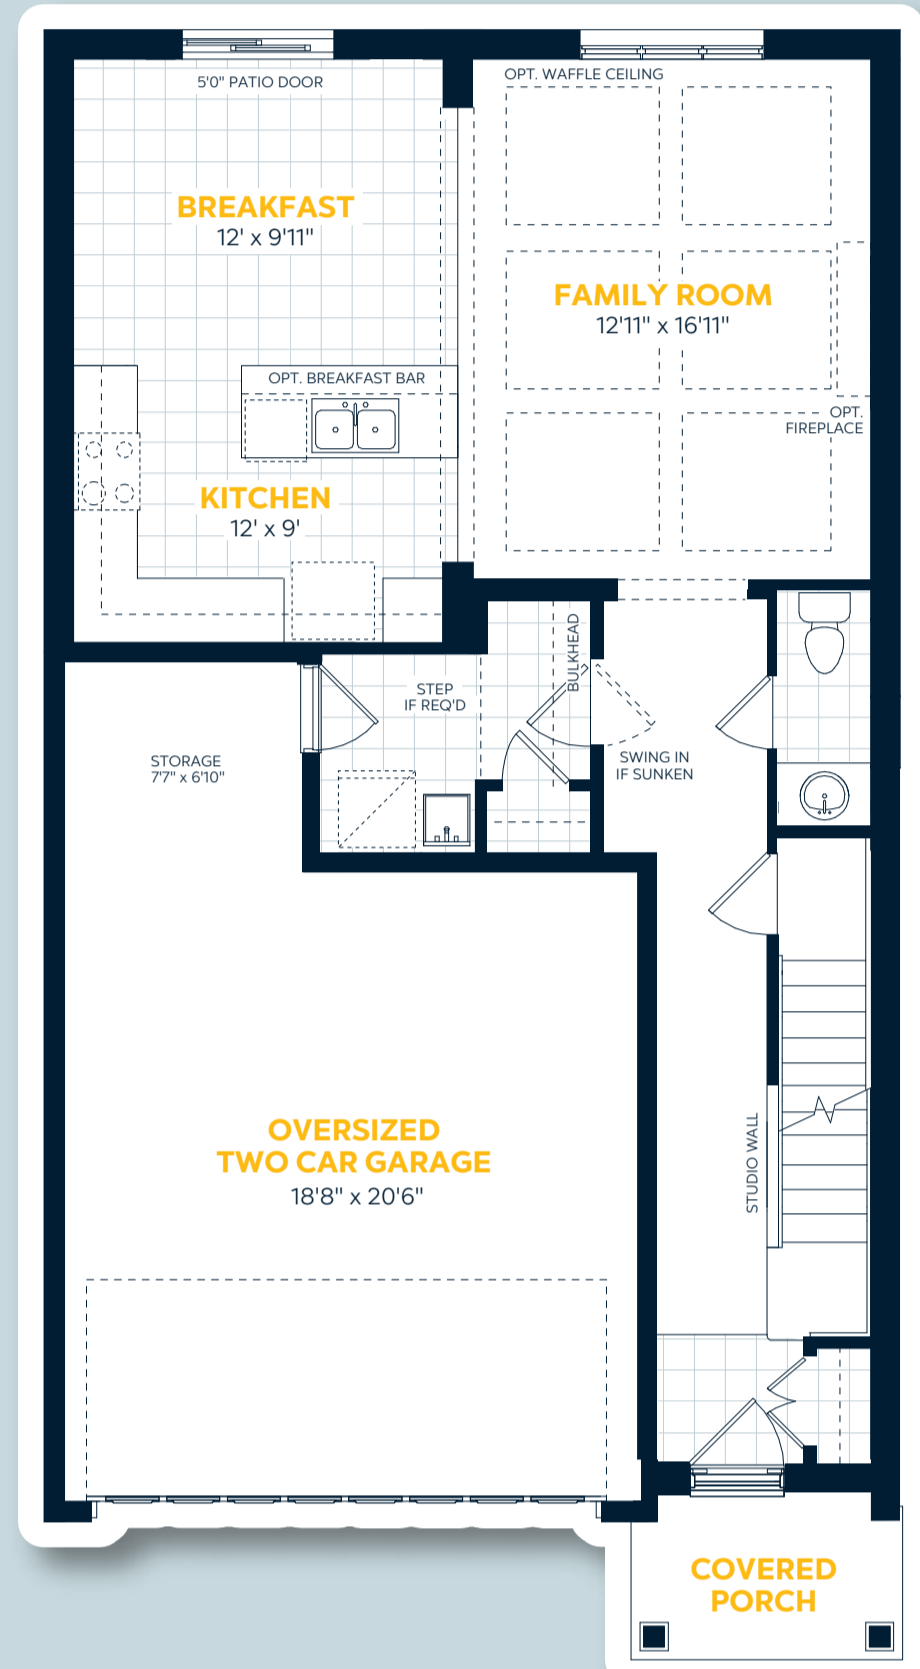 5'0" PATIO DOOR
OPT. WAFFLE CEILING
BREAKFAST
12' x 9'11"
FAMILY ROOM
12'11" x 16'11"
OPT. BREAKFAST BAR
OPT.
FIREPLACE
KITCHEN
12' x 9'
BULKHEAD
STEP
IF REQ'D
STORAGE
7'7" x 6'10"
SWING IN
IF SUNKEN
OVERSIZED
TWO CAR GARAGE
18'8" x 20'6"
STUDIO WALL
COVERED
PORCH